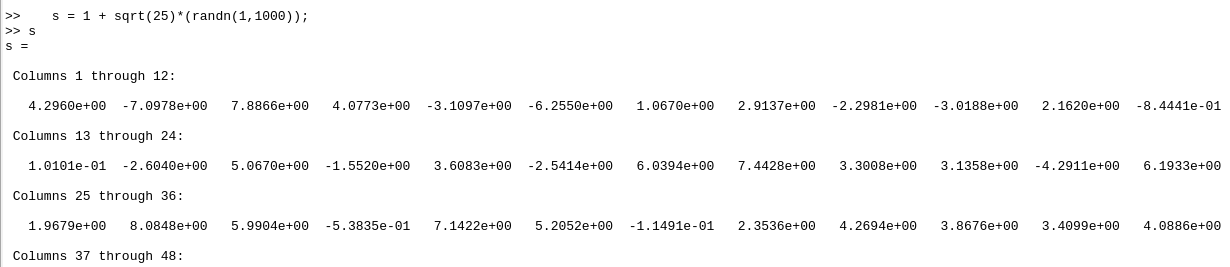 >>    s = 1 + sqrt(25)*(randn(1,1000));
>> s
s =
Columns 1 through 12:
4.2960e+00  -7.0978e+00   7.8866e+00   4.0773e+00  -3.1097e+00  -6.2550e+00   1.0670e+00   2.9137e+00  -2.2981e+00  -3.0188e+00   2.1620e+00  -8.4441e-01
Columns 13 through 24:
1.0101e-01  -2.6040e+00   5.0670e+00  -1.5520e+00   3.6083e+00  -2.5414e+00   6.0394e+00   7.4428e+00   3.3008e+00   3.1358e+00  -4.2911e+00   6.1933e+00
Columns 25 through 36:
1.9679e+00   8.0848e+00   5.9904e+00  -5.3835e-01   7.1422e+00   5.2052e+00  -1.1491e-01   2.3536e+00   4.2694e+00   3.8676e+00   3.4099e+00   4.0886e+00
Columns 37 through 48: